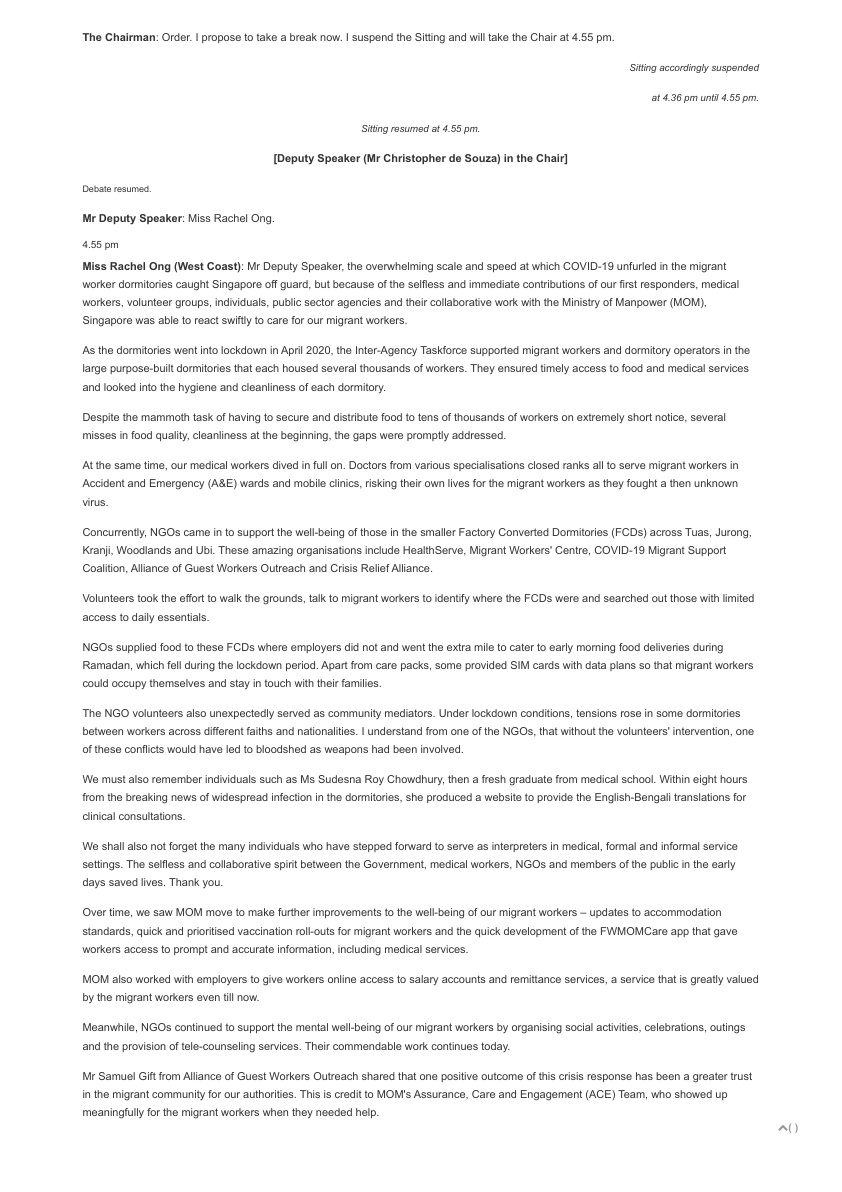 The Chairman: Order. I propose to take a break now. I suspend the Sitting and will take the Chair at 4.55 pm.
Sitting accordingly suspended
at 4.36 pm until 4.55 pm.
Sitting resumed at 4.55 pm.
[Deputy Speaker (Mr Christopher de Souza) in the Chair]
Debate resumed.
Mr Deputy Speaker: Miss Rachel Ong.
4.55 pm
Miss Rachel Ong (West Coast): Mr Deputy Speaker, the overwhelming scale and speed at which COVID-19 unfurled in the migrant
worker dormitories caught Singapore off guard, but because of the selfless and immediate contributions of our first responders, medical
workers, volunteer groups, individuals, public sector agencies and their collaborative work with the Ministry of Manpower (MOM),
Singapore was able to react swiftly to care for our migrant workers.
As the dormitories went into lockdown in April 2020, the Inter-Agency Taskforce supported migrant workers and dormitory operators in the
large purpose-built dormitories that each housed several thousands of workers. They ensured timely access to food and medical services
and looked into the hygiene and cleanliness of each dormitory.
Despite the mammoth task of having to secure and distribute food to tens of thousands of workers on extremely short notice, several
misses in food quality, cleanliness at the beginning, the gaps were promptly addressed.
At the same time, our medical workers dived in full on. Doctors from various specialisations closed ranks all to serve migrant workers in
Accident and Emergency (A&E) wards and mobile clinics, risking their own lives for the migrant workers as they fought a then unknown
virus.
Concurrently, NGOs came in to support the well-being of those in the smaller Factory Converted Dormitories (FCDs) across Tuas, Jurong,
Kranji, Woodlands and Ubi. These amazing organisations include HealthServe, Migrant Workers' Centre, COVID-19 Migrant Support
Coalition, Alliance of Guest Workers Outreach and Crisis Relief Alliance.
Volunteers took the effort to walk the grounds, talk to migrant workers to identify where the FCDs were and searched out those with limited
access to daily essentials.
NGOs supplied food to these FCDs where employers did not and went the extra mile to cater to early morning food deliveries during
Ramadan, which fell during the lockdown period. Apart from care packs, some provided SIM cards with data plans so that migrant workers
could occupy themselves and stay in touch with their families.
The NGO volunteers also unexpectedly served as community mediators. Under lockdown conditions, tensions rose in some dormitories
between workers across different faiths and nationalities. I understand from one of the NGOs, that without the volunteers' intervention, one
of these conflicts would have led to bloodshed as weapons had been involved.
We must also remember individuals such as Ms Sudesna Roy Chowdhury, then a fresh graduate from medical school. Within eight hours
from the breaking news of widespread infection in the dormitories, she produced a website to provide the English-Bengali translations for
clinical consultations.
We shall also not forget the many individuals who have stepped forward to serve as interpreters in medical, formal and informal service
settings. The selfless and collaborative spirit between the Government, medical workers, NGOs and members of the public in the early
days saved lives. Thank you.
Over time, we saw MOM move to make further improvements to the well-being of our migrant workers – updates to accommodation
standards, quick and prioritised vaccination roll-outs for migrant workers and the quick development of the FWMOMCare app that gave
workers access to prompt and accurate information, including medical services.
MOM also worked with employers to give workers online access to salary accounts and remittance services, a service that is greatly valued
by the migrant workers even till now.
Meanwhile, NGOs continued to support the mental well-being of our migrant workers by organising social activities, celebrations, outings
and the provision of tele-counseling services. Their commendable work continues today.
Mr Samuel Gift from Alliance of Guest Workers Outreach shared that one positive outcome of this crisis response has been a greater trust
in the migrant community for our authorities. This is credit to MOM's Assurance, Care and Engagement (ACE) Team, who showed up
meaningfully for the migrant workers when they needed help.
( )